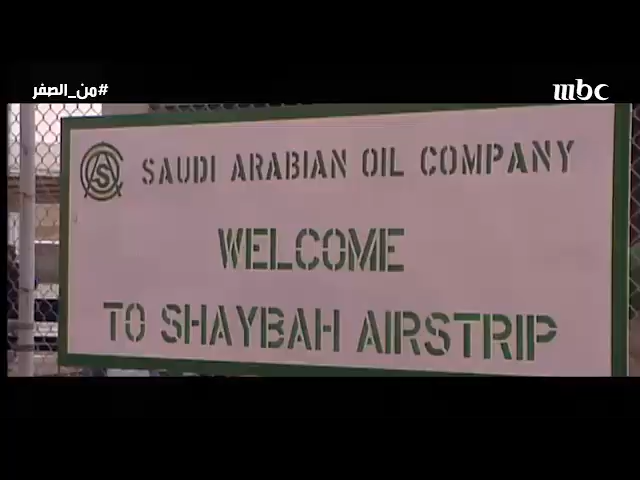 #من_الصفر
mbc
SAUDI ARABIAN OIL COMPANY
WELCOME
TO SHAYBAH AIRSTRIP